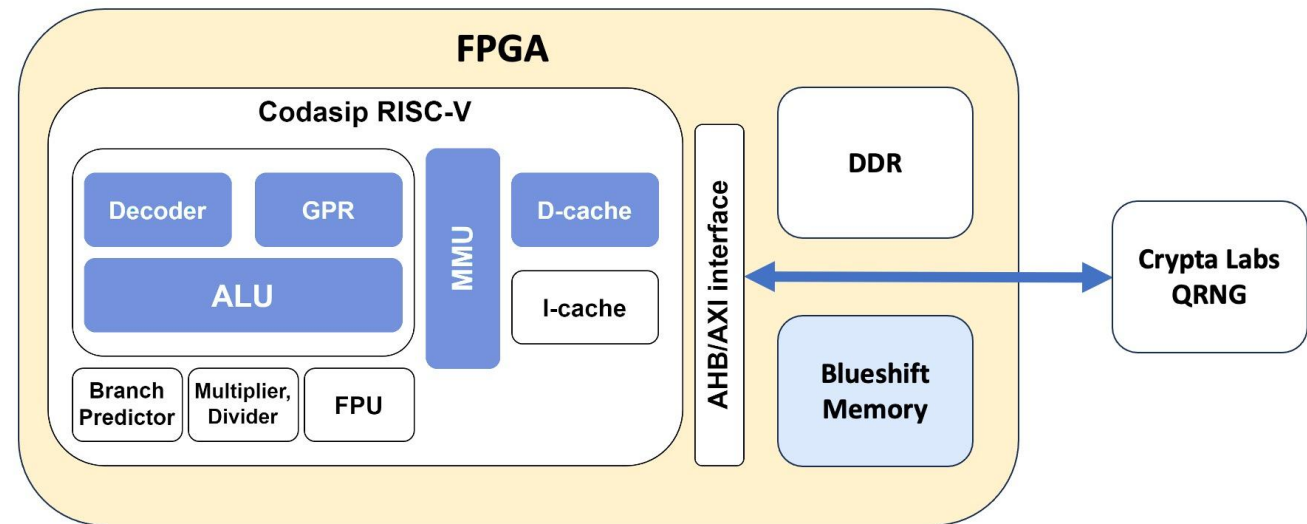 FPGA
Codasip RISC-V
Decoder
GPR
ALU
MMU
D-cache
I-cache
Branch
Predictor
Multiplier,
Divider
FPU
AHB/AXI interface
DDR
Blueshift
Memory
Crypta Labs
QRNG